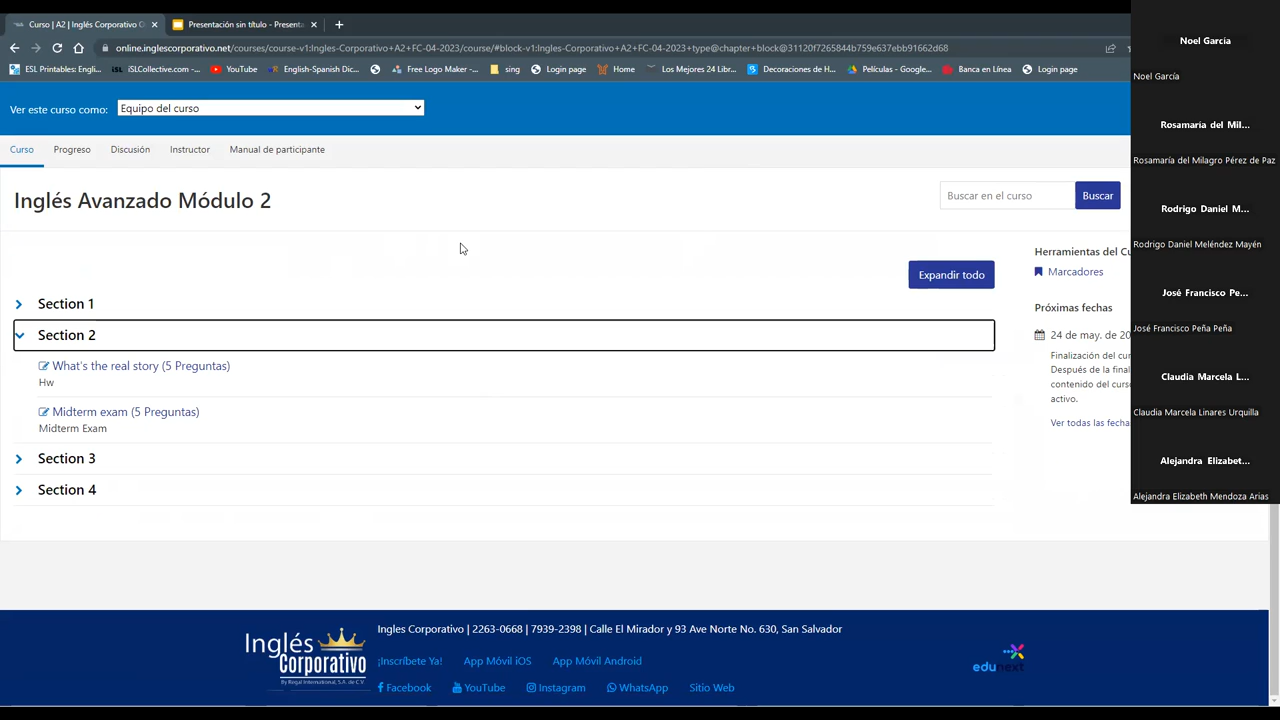 Curso | A2 | Inglés Corporativo
Presentación sin título - Presenta
online.inglescorporativo.net/courses/course-v1:Ingles-Corporativo+A2+FC-04-2023/course/#block-v1:Ingles-Corporativo+A2+FC-04-2023+type@chapter+block@31120f7265844b759e637ebb91662d68
ESL Printables: Engli...
iSLCollective.com -...
YouTube
English-Spanish Dic...
Free Logo Maker -...
sing
Login page
Home
Los Mejores 24 Libr...
Decoraciones de H...
Películas - Google...
Banca en Línea
Login page
Ver este curso como:
Equipo del curso
Curso
Progreso
Discusión
Instructor
Manual de participante
Inglés Avanzado Módulo 2
Buscar en el curso
Buscar
Expandir todo
Section 1
Section 2
What's the real story (5 Preguntas)
Hw
Midterm exam (5 Preguntas)
Midterm Exam
Section 3
Section 4
Herramientas del Cu
Marcadores
Próximas fechas
24 de may. de 20
Finalización del cur
Después de la final
contenido del curs
activo.
Ver todas las fecha
Noel García
Noel García
Rosamaría del Mil...
Rosamaría del Milagro Pérez de Paz
Rodrigo Daniel M...
Rodrigo Daniel Meléndez Mayén
José Francisco Pe...
José Francisco Peña Peña
Claudia Marcela L...
Claudia Marcela Linares Urquilla
Alejandra Elizabet...
Alejandra Elizabeth Mendoza Arias
Inglés
Corporativo
By Regal International, S.A. de C.V.
Ingles Corporativo | 2263-0668 | 7939-2398 | Calle El Mirador y 93 Ave Norte No. 630, San Salvador
¡Inscríbete Ya!
App Móvil iOS
App Móvil Android
Facebook
YouTube
Instagram
WhatsApp
Sitio Web
edunext